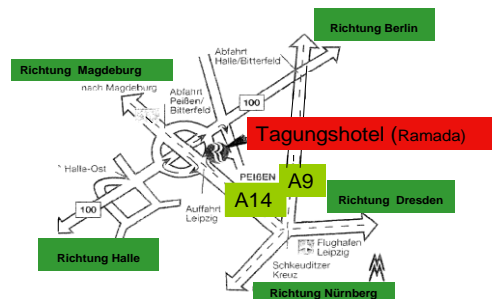 Richtung Berlin
Abfahrt
Halle/Bitterfeld
Richtung Magdeburg
nach Magdeburg
Abfahrt
Peißen/
Bitterfeld
100
Tagungshotel (Ramada)
Halle-Ost
PEIßEN
A14
A9
100
Auffahrt
Leipzig
Richtung Dresden
Richtung Halle
Flughafen
Leipzig
Schkeuditzer
Kreuz
Richtung Nürnberg